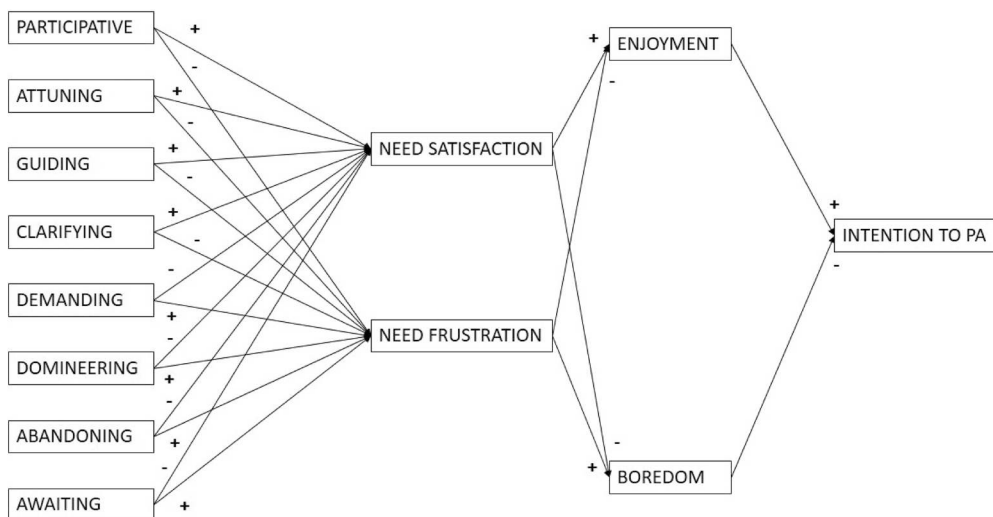 PARTICIPATIVE
+
-
ATTUNING
+
-
GUIDING
+
-
CLARIFYING
+
-
DEMANDING
-
+
DOMINEERING
-
+
ABANDONING
-
+
AWAITING
-
+
NEED SATISFACTION
NEED FRUSTRATION
+
ENJOYMENT
-
-
+
BOREDOM
+
INTENTION TO PA
-